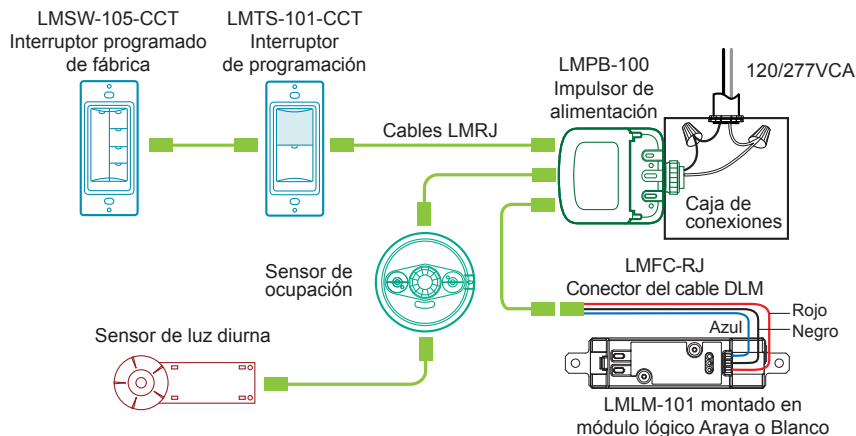 LMSW-105-CCT
Interruptor programado
de fábrica
LMTS-101-CCT
Interruptor
de programación
LMPB-100
Impulsor de
alimentación
120/277VCA
Cables LMRJ
Caja de
conexiones
Sensor de
ocupación
LMFC-RJ
Conector del cable DLM
Rojo
Azul
Negro
Sensor de luz diurna
LMLM-101 montado en
módulo lógico Araya o Blanco